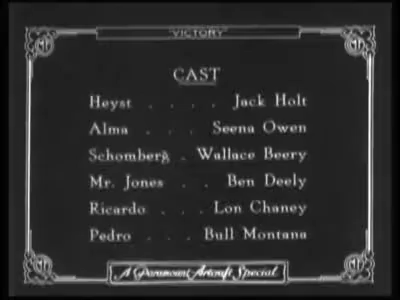 VICTORY
CAST
Heyst . . . . Jack Holt
Alma . . . Seena Owen
Schomberg . Wallace Beery
Mr. Jones . . Ben Deely
Ricardo . . . Lon Chaney
Pedro . . . Bull Montana
A Paramount Artcraft Special